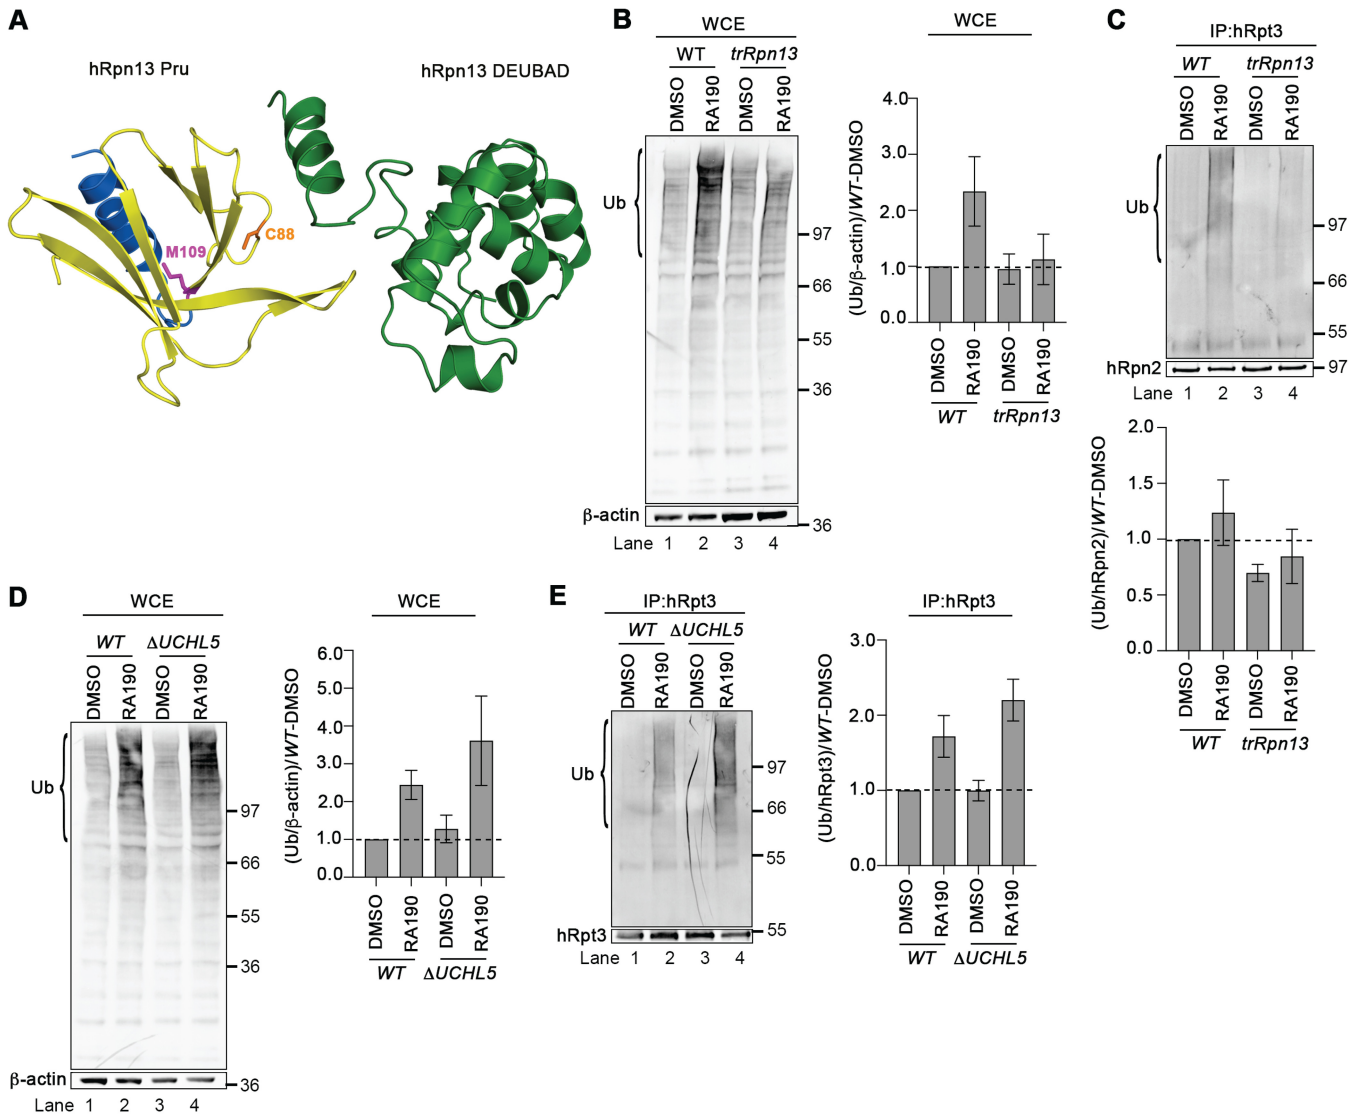 A
hRpn13 Pru
hRpn13 DEUBAD
M109
C88
B
WCE
WT trRpn13
DMSO
RA190
DMSO
RA190
Ub
97
66
55
36
β-actin
36
Lane 1 2 3 4
WCE
(Ub/β-actin)/WT-DMSO
4.0
3.0
2.0
1.0
0.0
DMSO
RA190
DMSO
RA190
WT trRpn13
C
IP:hRpt3
WT trRpn13
DMSO
RA190
DMSO
RA190
Ub
97
66
55
hRpn2
97
Lane 1 2 3 4
(Ub/hRpn2)/WT-DMSO
2.0
1.5
1.0
0.5
0.0
DMSO
RA190
DMSO
RA190
WT trRpn13
D
WCE
WT ΔUCHL5
DMSO
RA190
DMSO
RA190
Ub
97
66
55
36
β-actin
36
Lane 1 2 3 4
WCE
(Ub/β-actin)/WT-DMSO
6.0
5.0
4.0
3.0
2.0
1.0
0.0
DMSO
RA190
DMSO
RA190
WT ΔUCHL5
E
IP:hRpt3
WT ΔUCHL5
DMSO
RA190
DMSO
RA190
Ub
97
66
55
hRpt3
55
Lane 1 2 3 4
IP:hRpt3
(Ub/hRpt3)/WT-DMSO
3.0
2.0
1.0
0.0
DMSO
RA190
DMSO
RA190
WT ΔUCHL5